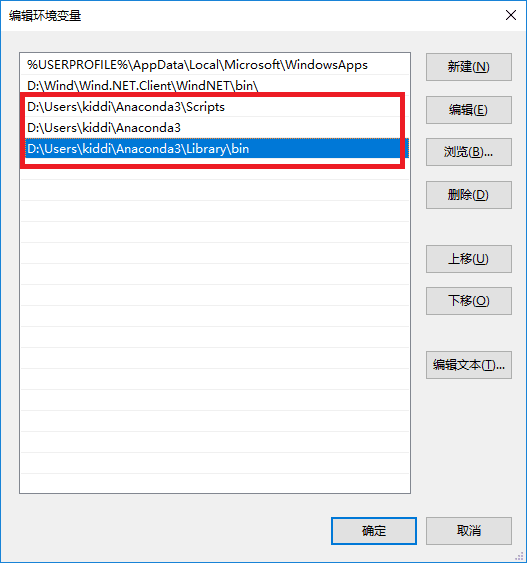 编辑环境变量
%USERPROFILE%\AppData\Local\Microsoft\WindowsApps
D:\Wind\Wind.NET.Client\WindNET\bin\
D:\Users\kiddi\Anaconda3\Scripts
D:\Users\kiddi\Anaconda3
D:\Users\kiddi\Anaconda3\Library\bin
新建(N)
编辑(E)
浏览(B)...
删除(D)
上移(U)
下移(O)
编辑文本(T)...
确定
取消